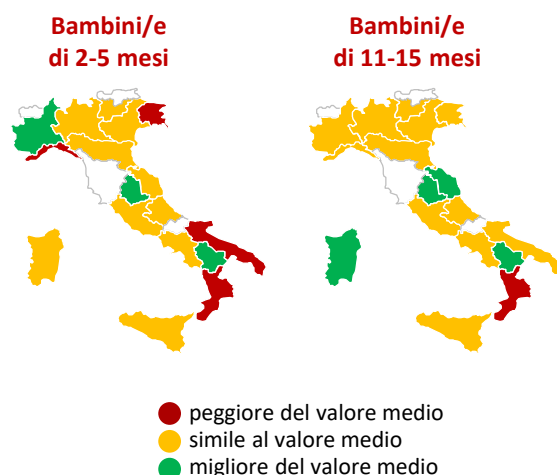 Bambini/e
di 2-5 mesi
Bambini/e
di 11-15 mesi
peggiore del valore medio
simile al valore medio
migliore del valore medio